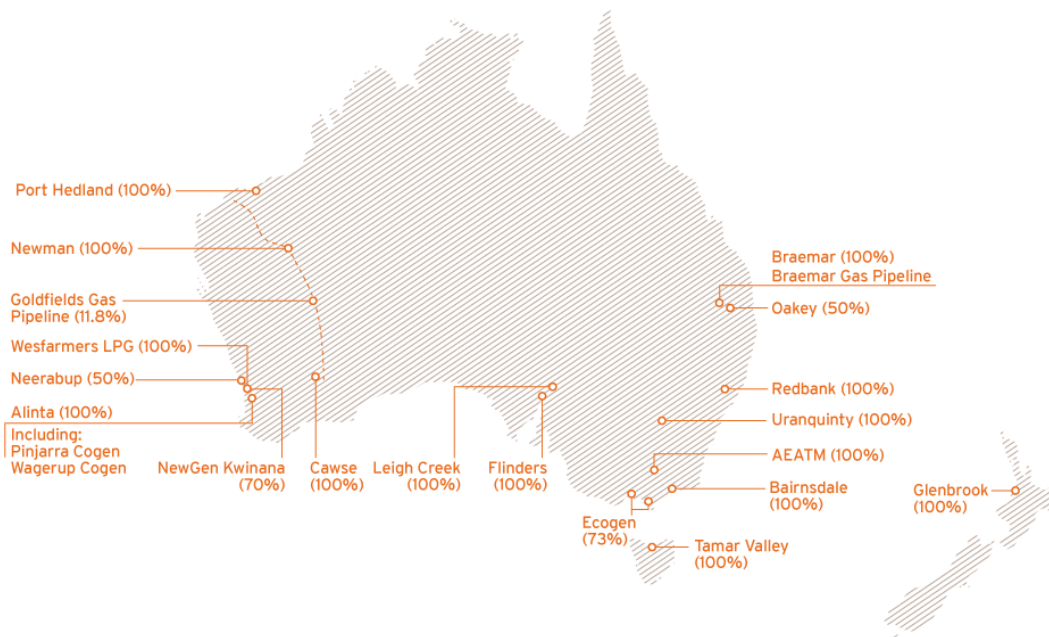 Port Hedland (100%)
Newman (100%)
Goldfields Gas
Pipeline (11.8%)
Wesfarmers LPG (100%)
Neerabup (50%)
Alinta (100%)
Including:
Pinjarra Cogen
Wagerup Cogen
NewGen Kwinana
(70%)
Cawse
(100%)
Leigh Creek
(100%)
Flinders
(100%)
Braemar (100%)
Braemar Gas Pipeline
Oakey (50%)
Redbank (100%)
Uranquinty (100%)
AEATM (100%)
Bairnsdale
(100%)
Ecogen
(73%)
Tamar Valley
(100%)
Glenbrook
(100%)